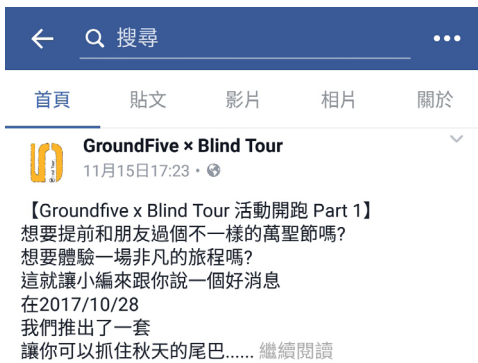 搜尋
首頁 貼文 影片 相片 關於
GroundFive × Blind Tour
11月15日17:23 •
【Groundfive x Blind Tour 活動開跑 Part 1】
想要提前和朋友過個不一樣的萬聖節嗎?
想要體驗一場非凡的旅程嗎?
這就讓小編來跟你說一個好消息
在2017/10/28
我們推出了一套
讓你可以抓住秋天的尾巴...... 繼續閱讀